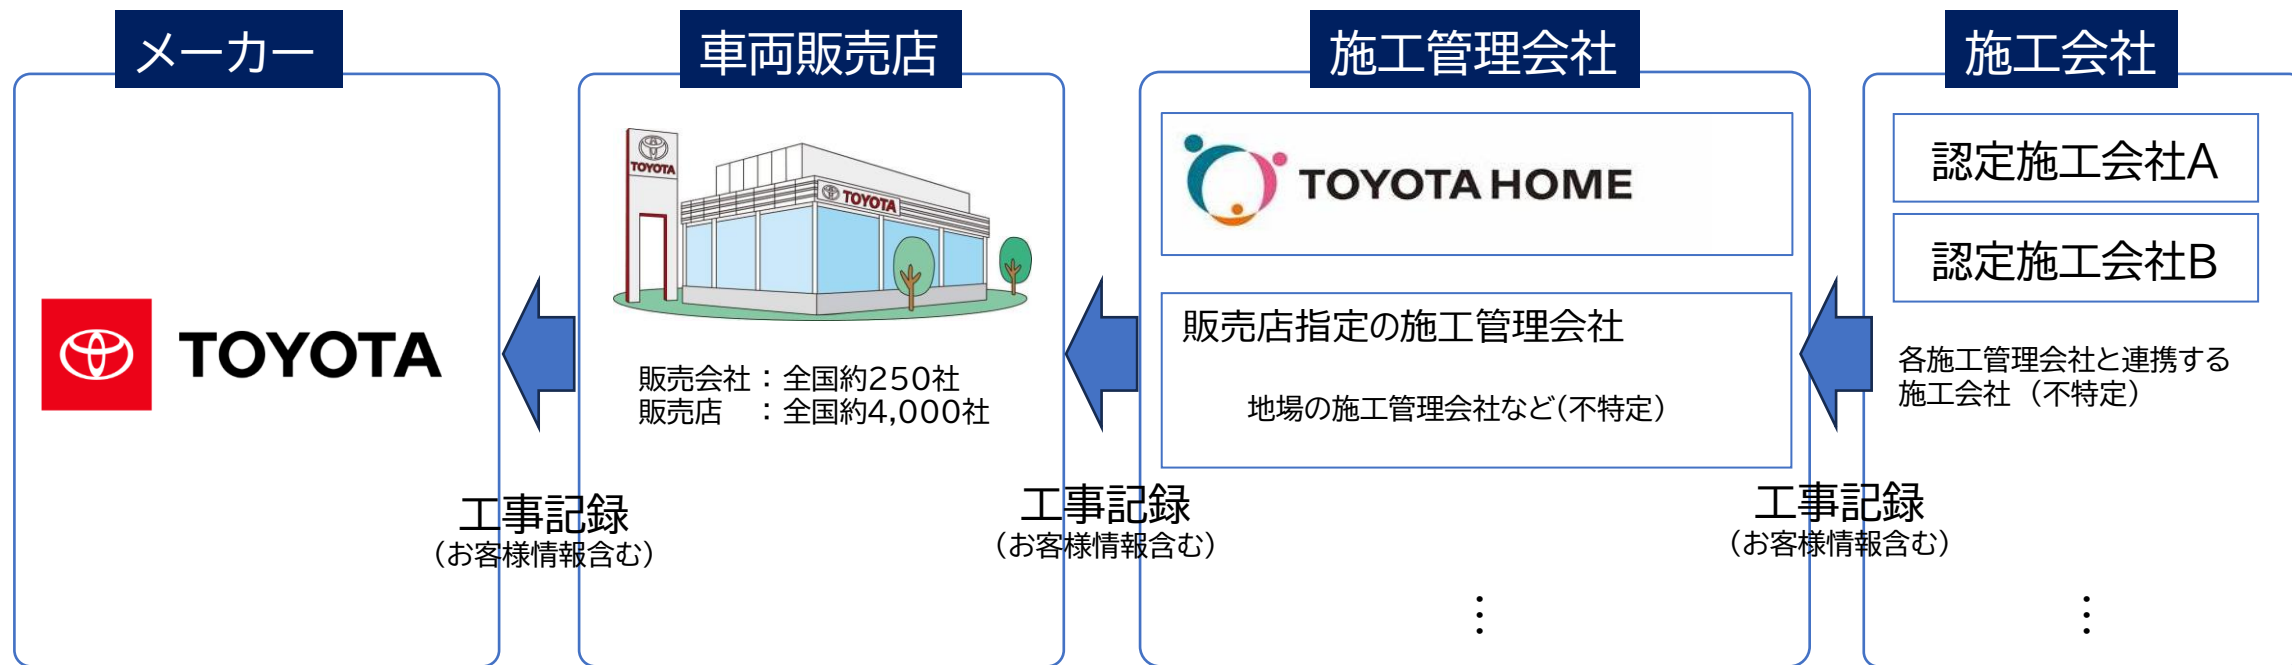 メーカー
TOYOTA
車両販売店
TOYOTA
TOYOTA
販売会社：全国約250社
販売店　：全国約4,000社
施工管理会社
TOYOTA HOME
販売店指定の施工管理会社
地場の施工管理会社など（不特定）
⋮
施工会社
認定施工会社A
認定施工会社B
各施工管理会社と連携する
施工会社（不特定）
⋮
工事記録
（お客様情報含む）
工事記録
（お客様情報含む）
工事記録
（お客様情報含む）